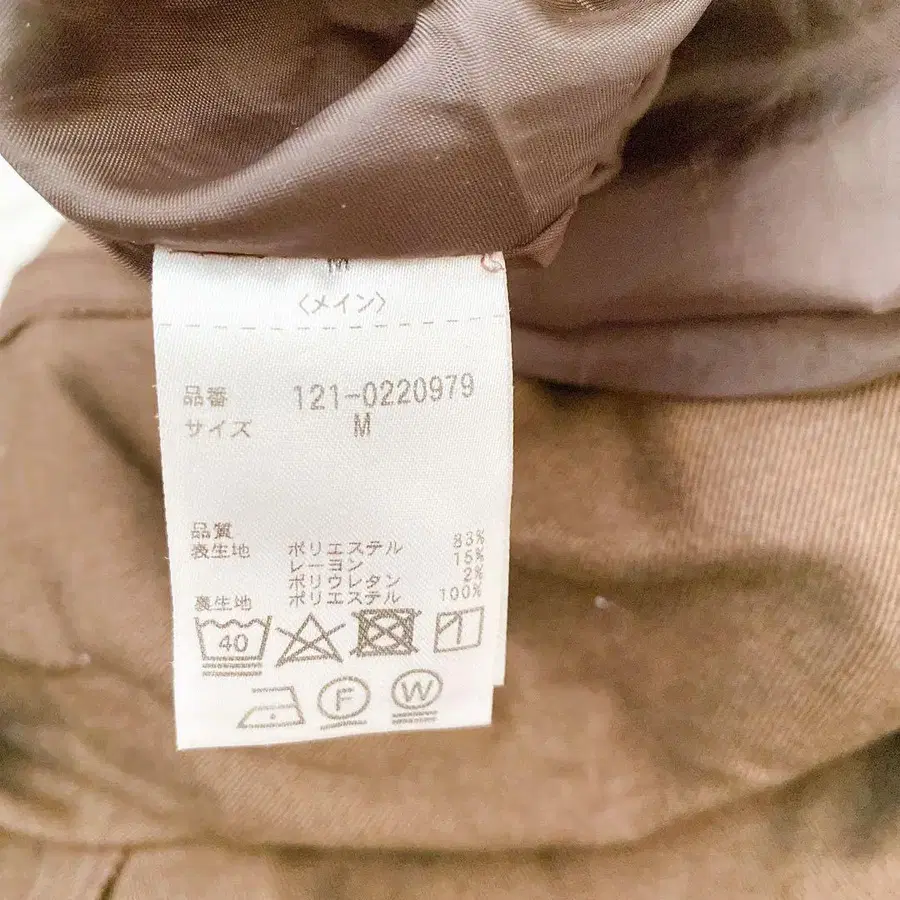 M
〈メイン〉
品番 121-0220979
サイズ M
品質
表生地 ポリエステル 83%
レーヨン 15%
ポリウレタン 2%
裏生地 ポリエステル 100%
40
F W